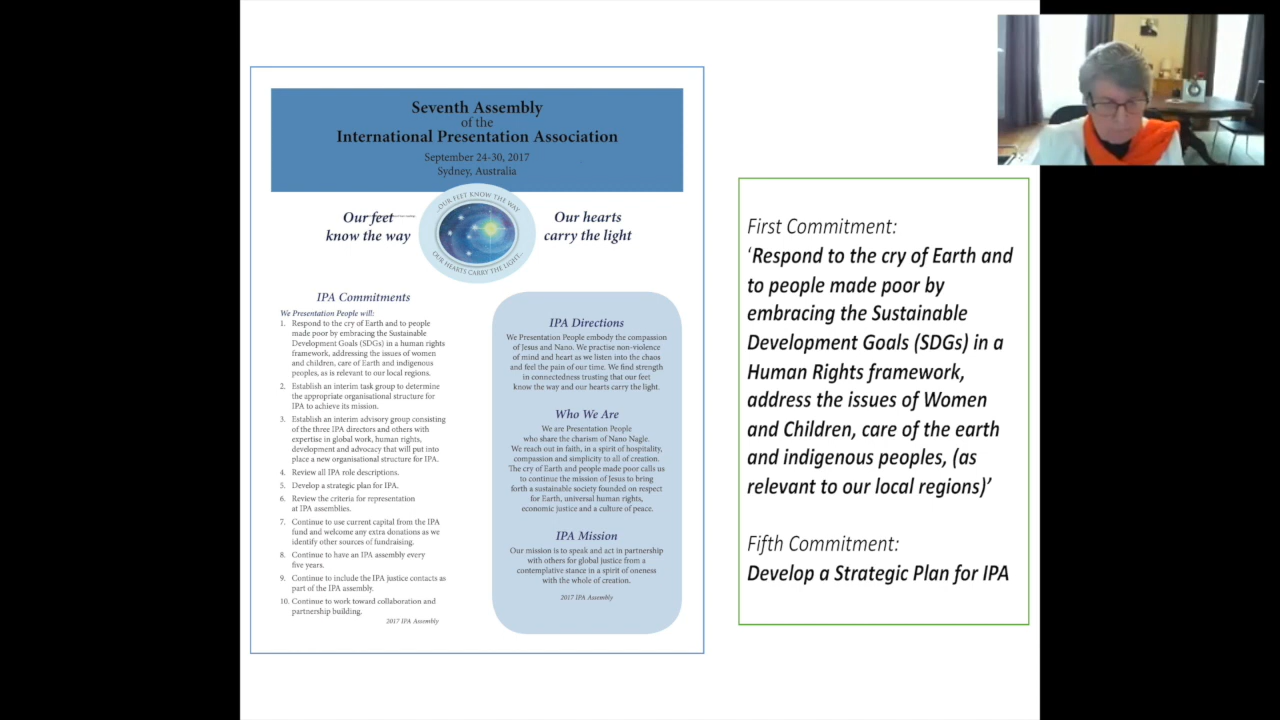 Seventh Assembly
of the
International Presentation Association
September 24-30, 2017
Sydney, Australia
Our feet
know the way
OUR FEET KNOW THE WAY
OUR HEARTS CARRY THE LIGHT...
Our hearts
carry the light
IPA Commitments
We Presentation People will:
1. Respond to the cry of Earth and to people
made poor by embracing the Sustainable
Development Goals (SDGs) in a human rights
framework, addressing the issues of women
and children, care of Earth and indigenous
peoples, as is relevant to our local regions.
2. Establish an interim task group to determine
the appropriate organisational structure for
IPA to achieve its mission.
3. Establish an interim advisory group consisting
of the three IPA directors and others with
expertise in global work, human rights,
development and advocacy that will put into
place a new organisational structure for IPA.
4. Review all IPA role descriptions.
5. Develop a strategic plan for IPA.
6. Review the criteria for representation
at IPA assemblies.
7. Continue to use current capital from the IPA
fund and welcome any extra donations as we
identify other sources of fundraising.
8. Continue to have an IPA assembly every
five years.
9. Continue to include the IPA justice contacts as
part of the IPA assembly.
10. Continue to work toward collaboration and
partnership building.
2017 IPA Assembly
IPA Directions
We Presentation People embody the compassion
of Jesus and Nano. We practise non-violence
of mind and heart as we listen into the chaos
and feel the pain of our time. We find strength
in connectedness trusting that our feet
know the way and our hearts carry the light.
Who We Are
We are Presentation People
who share the charism of Nano Nagle.
We reach out in faith, in a spirit of hospitality,
compassion and simplicity to all of creation.
The cry of Earth and people made poor calls us
to continue the mission of Jesus to bring
forth a sustainable society founded on respect
for Earth, universal human rights,
economic justice and a culture of peace.
IPA Mission
Our mission is to speak and act in partnership
with others for global justice from a
contemplative stance in a spirit of oneness
with the whole of creation.
2017 IPA Assembly
First Commitment:
‘Respond to the cry of Earth and
to people made poor by
embracing the Sustainable
Development Goals (SDGs) in a
Human Rights framework,
address the issues of Women
and Children, care of the earth
and indigenous peoples, (as
relevant to our local regions)’
Fifth Commitment:
Develop a Strategic Plan for IPA